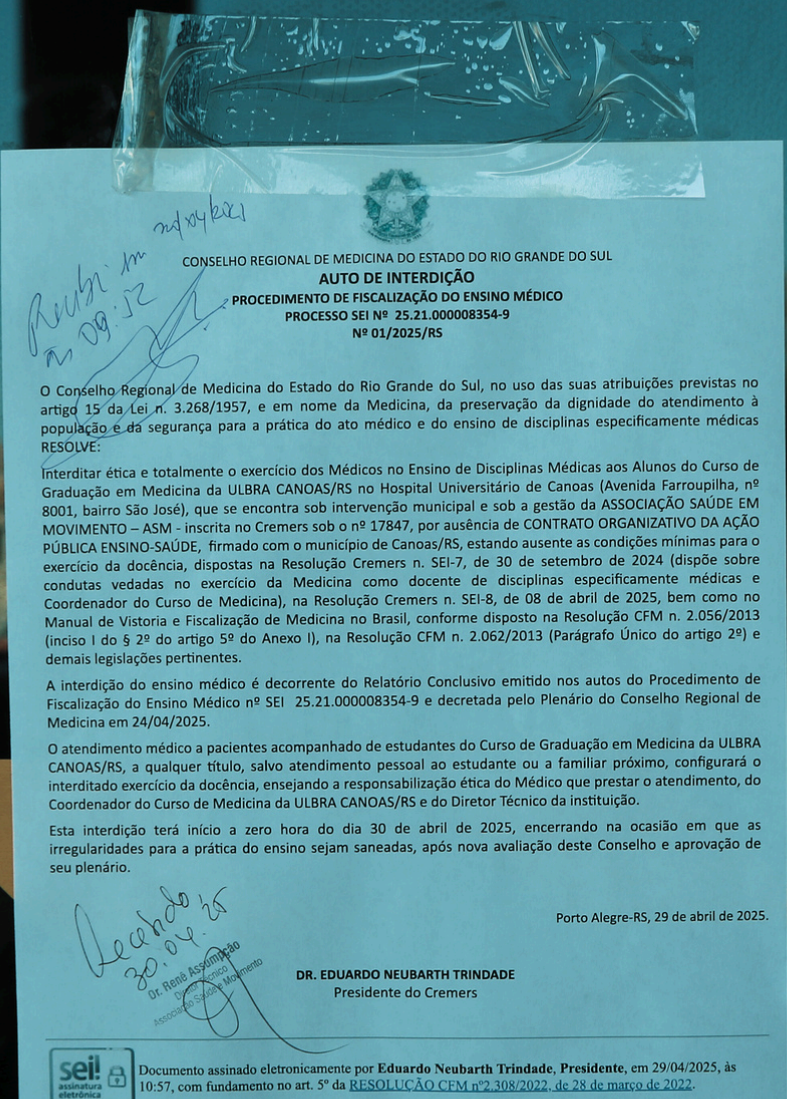 Recebi em
às 09:52
CONSELHO REGIONAL DE MEDICINA DO ESTADO DO RIO GRANDE DO SUL
AUTO DE INTERDIÇÃO
PROCEDIMENTO DE FISCALIZAÇÃO DO ENSINO MÉDICO
PROCESSO SEI Nº 25.21.000008354-9
Nº 01/2025/RS
O Conselho Regional de Medicina do Estado do Rio Grande do Sul, no uso das suas atribuições previstas no
artigo 15 da Lei n. 3.268/1957, e em nome da Medicina, da preservação da dignidade do atendimento à
população e da segurança para a prática do ato médico e do ensino de disciplinas especificamente médicas
RESOLVE:
Interditar ética e totalmente o exercício dos Médicos no Ensino de Disciplinas Médicas aos Alunos do Curso de
Graduação em Medicina da ULBRA CANOAS/RS no Hospital Universitário de Canoas (Avenida Farroupilha, nº
8001, bairro São José), que se encontra sob intervenção municipal e sob a gestão da ASSOCIAÇÃO SAÚDE EM
MOVIMENTO – ASM - inscrita no Cremers sob o nº 17847, por ausência de CONTRATO ORGANIZATIVO DA AÇÃO
PÚBLICA ENSINO-SAÚDE, firmado com o município de Canoas/RS, estando ausente as condições mínimas para o
exercício da docência, dispostas na Resolução Cremers n. SEI-7, de 30 de setembro de 2024 (dispõe sobre
condutas vedadas no exercício da Medicina como docente de disciplinas especificamente médicas e
Coordenador do Curso de Medicina), na Resolução Cremers n. SEI-8, de 08 de abril de 2025, bem como no
Manual de Vistoria e Fiscalização de Medicina no Brasil, conforme disposto na Resolução CFM n. 2.056/2013
(inciso I do § 2º do artigo 5º do Anexo I), na Resolução CFM n. 2.062/2013 (Parágrafo Único do artigo 2º) e
demais legislações pertinentes.
A interdição do ensino médico é decorrente do Relatório Conclusivo emitido nos autos do Procedimento de
Fiscalização do Ensino Médico nº SEI 25.21.000008354-9 e decretada pelo Plenário do Conselho Regional de
Medicina em 24/04/2025.
O atendimento médico a pacientes acompanhado de estudantes do Curso de Graduação em Medicina da ULBRA
CANOAS/RS, a qualquer título, salvo atendimento pessoal ao estudante ou a familiar próximo, configurará o
interditado exercício da docência, ensejando a responsabilização ética do Médico que prestar o atendimento, do
Coordenador do Curso de Medicina da ULBRA CANOAS/RS e do Diretor Técnico da instituição.
Esta interdição terá início a zero hora do dia 30 de abril de 2025, encerrando na ocasião em que as
irregularidades para a prática do ensino sejam saneadas, após nova avaliação deste Conselho e aprovação de
seu plenário.
Porto Alegre-RS, 29 de abril de 2025.
Recebido
30.04.25
Dr. Renê Assumpção
Diretor Técnico
Associação Saúde e Movimento
DR. EDUARDO NEUBARTH TRINDADE
Presidente do Cremers
sei!
assinatura
eletrônica
Documento assinado eletronicamente por Eduardo Neubarth Trindade, Presidente, em 29/04/2025, às
10:57, com fundamento no art. 5º da RESOLUÇÃO CFM nº2.308/2022, de 28 de março de 2022.